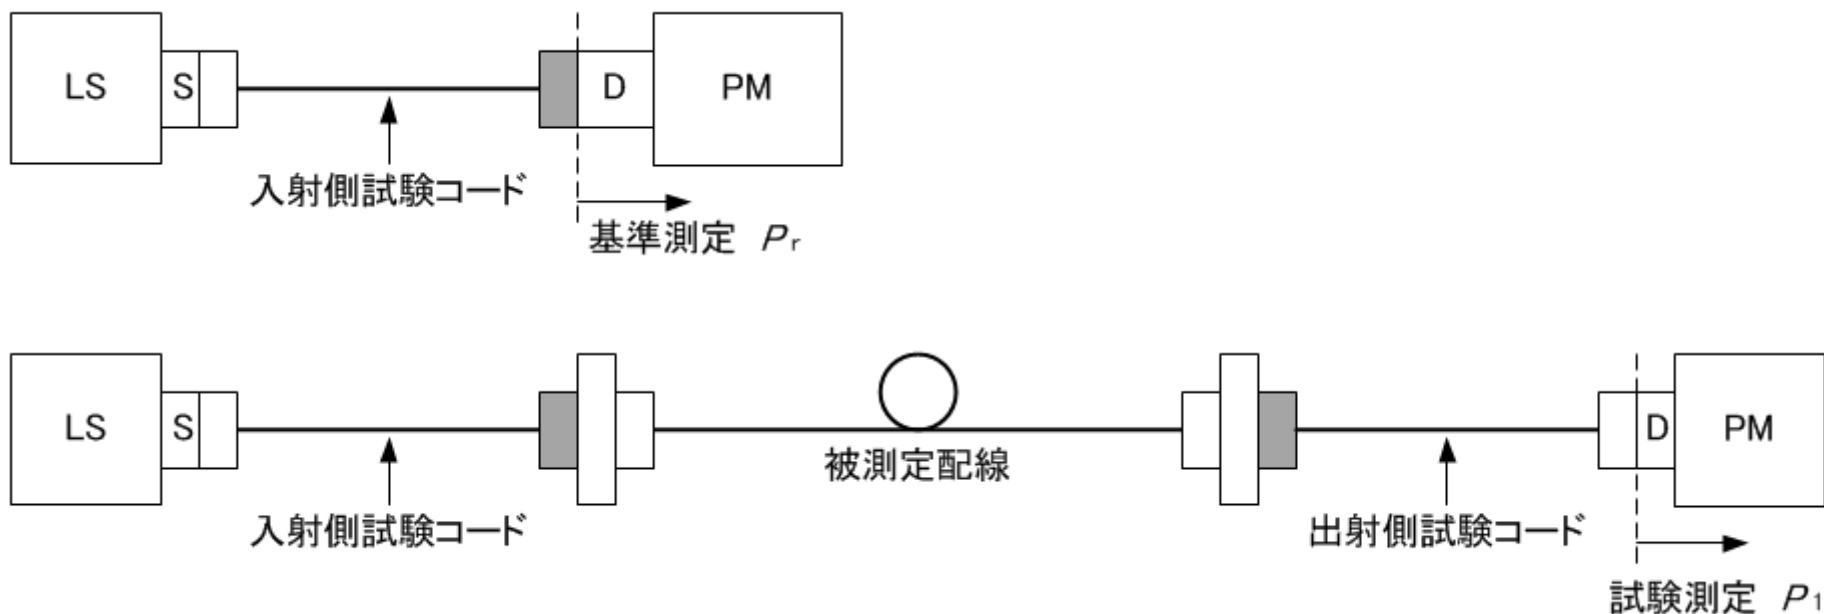 LS S D PM
入射側試験コード
基準測定 Pr
LS S D PM
被測定配線
入射側試験コード 出射側試験コード
試験測定 P1